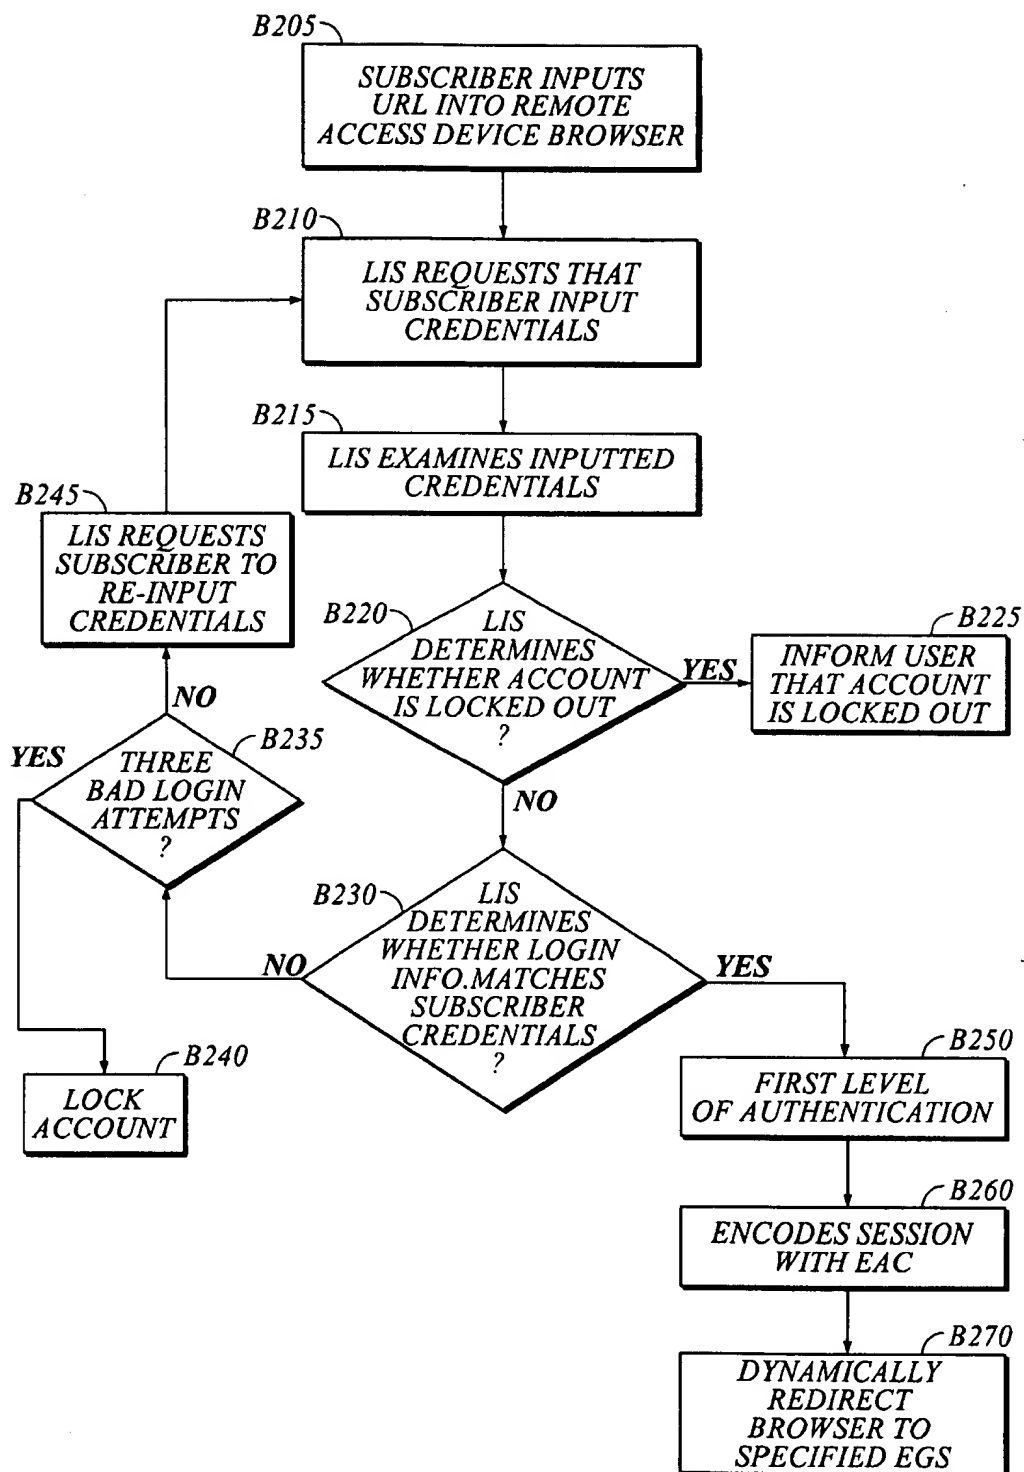 B205
SUBSCRIBER INPUTS
URL INTO REMOTE
ACCESS DEVICE BROWSER
B210
LIS REQUESTS THAT
SUBSCRIBER INPUT
CREDENTIALS
B215
LIS EXAMINES INPUTTED
CREDENTIALS
B245
LIS REQUESTS
SUBSCRIBER TO
RE-INPUT
CREDENTIALS
B220
LIS
DETERMINES
WHETHER ACCOUNT
IS LOCKED OUT
?
YES
B225
INFORM USER
THAT ACCOUNT
IS LOCKED OUT
NO
B235
YES
THREE
BAD LOGIN
ATTEMPTS
?
NO
B230
LIS
DETERMINES
WHETHER LOGIN
INFO.MATCHES
SUBSCRIBER
CREDENTIALS
?
NO
YES
B240
LOCK
ACCOUNT
B250
FIRST LEVEL
OF AUTHENTICATION
B260
ENCODES SESSION
WITH EAC
B270
DYNAMICALLY
REDIRECT
BROWSER TO
SPECIFIED EGS